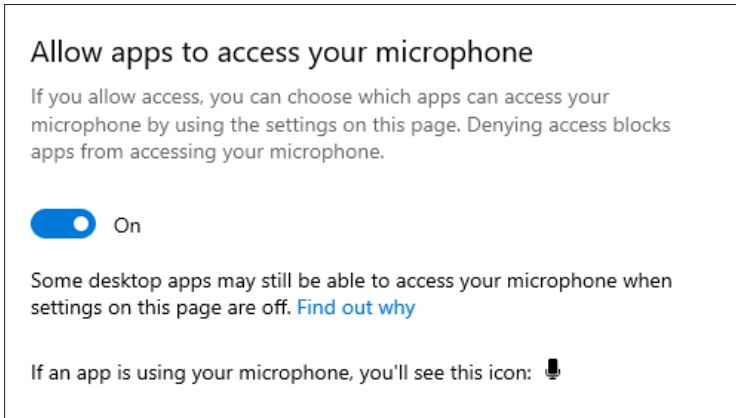 Allow apps to access your microphone
If you allow access, you can choose which apps can access your
microphone by using the settings on this page. Denying access blocks
apps from accessing your microphone.
On
Some desktop apps may still be able to access your microphone when
settings on this page are off. Find out why
If an app is using your microphone, you'll see this icon: